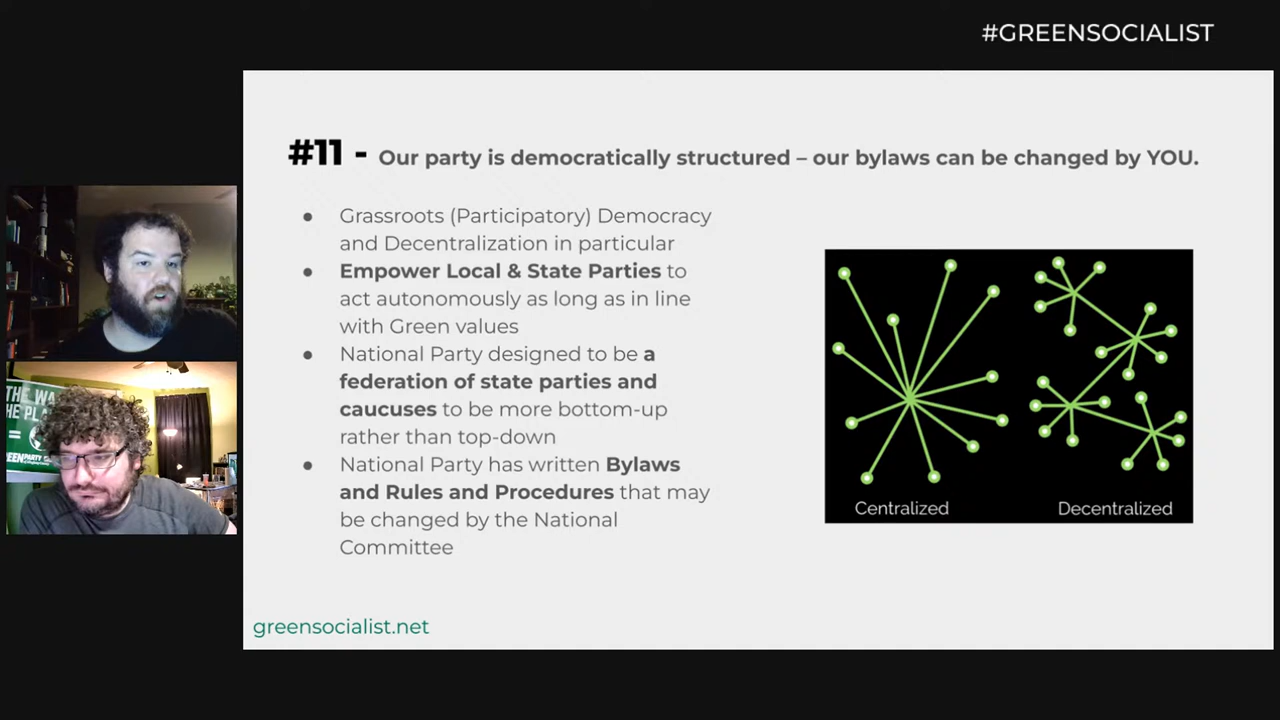 #GREENSOCIALIST
#11 - Our party is democratically structured – our bylaws can be changed by YOU.
● Grassroots (Participatory) Democracy
and Decentralization in particular
● Empower Local & State Parties to
act autonomously as long as in line
with Green values
● National Party designed to be a
federation of state parties and
caucuses to be more bottom-up
rather than top-down
● National Party has written Bylaws
and Rules and Procedures that may
be changed by the National
Committee
Centralized
Decentralized
THE WA
HE PLA
=
greensocialist.net